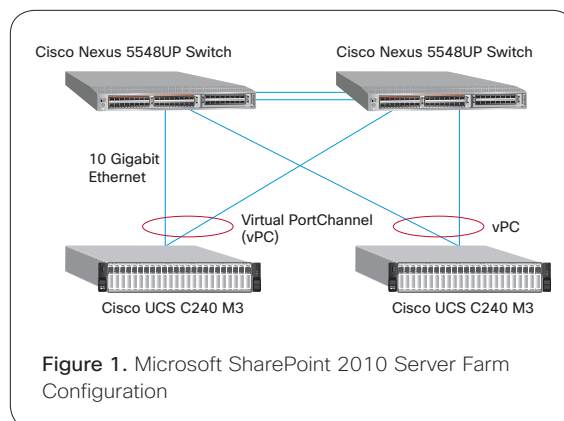 Cisco Nexus 5548UP Switch
Cisco Nexus 5548UP Switch
10 Gigabit
Ethernet
Virtual PortChannel
(vPC)
vPC
Cisco UCS C240 M3
Cisco UCS C240 M3
Figure 1. Microsoft SharePoint 2010 Server Farm
Configuration